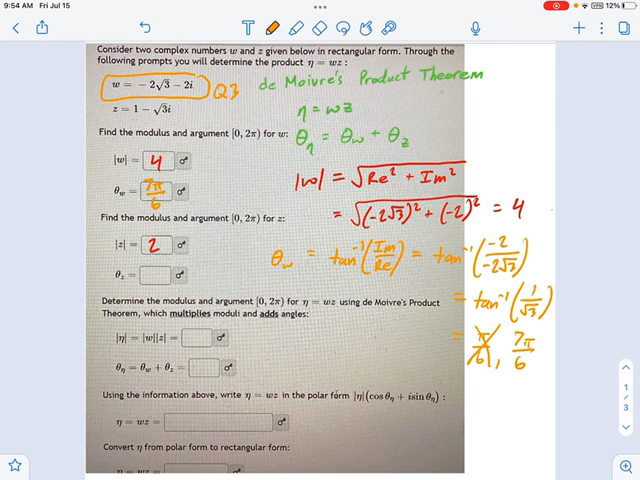 9:54 AM Fri Jul 15
12%
Consider two complex numbers w and z given below in rectangular form. Through the
following prompts you will determine the product η = wz :
w = − 2√3 − 2i
Q3
de Moivre's Product Theorem
z = 1 − √3i
η = wz
Find the modulus and argument [0, 2π) for w:
θη = θw + θz
|w| = 4
|w| = √Re² + Im²
θw = 7π/6
= √(-2√3)² + (-2)² = 4
Find the modulus and argument [0, 2π) for z:
|z| = 2
θw = tan⁻¹(Im/Re) = tan⁻¹(-2/-2√3)
θz =
= tan⁻¹(1/√3)
Determine the modulus and argument [0, 2π) for η = wz using de Moivre's Product
Theorem, which multiplies moduli and adds angles:
= π/6, 7π/6
|η| = |w||z| =
θη = θw + θz =
Using the information above, write η = wz in the polar form |η|(cos θη + i sin θη) :
η = wz =
Convert η from polar form to rectangular form:
η = wz =
1
/
3